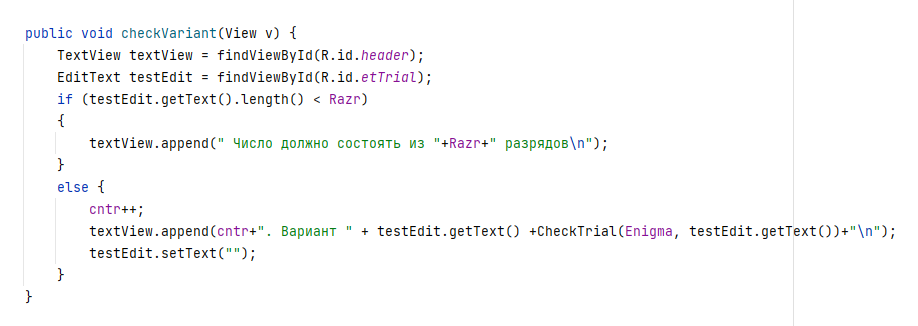 public void checkVariant(View v) {
    TextView textView = findViewById(R.id.header);
    EditText testEdit = findViewById(R.id.etTrial);
    if (testEdit.getText().length() < Razr)
    {
        textView.append(" Число должно состоять из "+Razr+" разрядов\n");
    }
    else {
        cntr++;
        textView.append(cntr+". Вариант " + testEdit.getText() +CheckTrial(Enigma, testEdit.getText())+"\n");
        testEdit.setText("");
    }
}